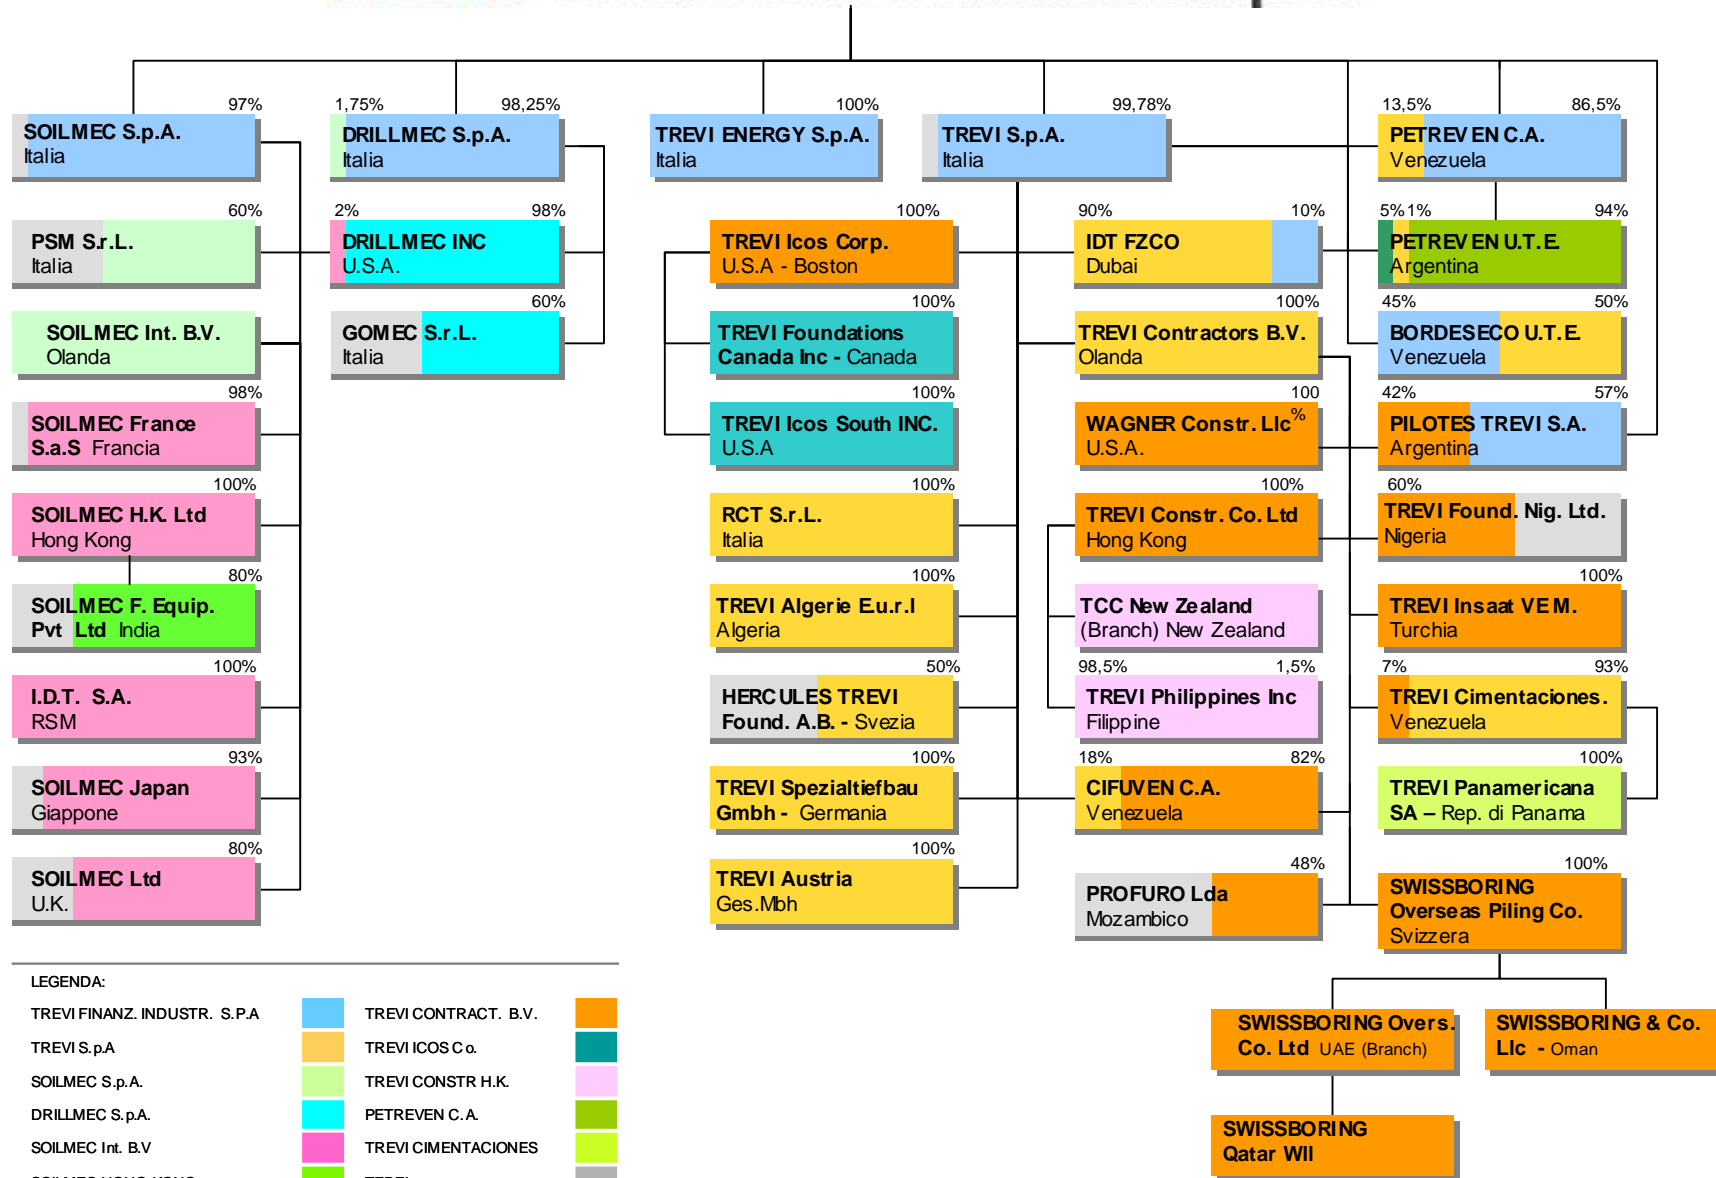 97%
SOILMEC S.p.A.
Italia
1,75% 98,25%
DRILLMEC S.p.A.
Italia
100%
TREVI ENERGY S.p.A.
Italia
99,78%
TREVI S.p.A.
Italia
13,5% 86,5%
PETREVEN C.A.
Venezuela
60%
PSM S.r.L.
Italia
2% 98%
DRILLMEC INC
U.S.A.
100%
TREVI Icos Corp.
U.S.A - Boston
90% 10%
IDT FZCO
Dubai
5% 1% 94%
PETREVEN U.T.E.
Argentina
SOILMEC Int. B.V.
Olanda
60%
GOMEC S.r.L.
Italia
100%
TREVI Foundations
Canada Inc - Canada
100%
TREVI Contractors B.V.
Olanda
45% 50%
BORDESECO U.T.E.
Venezuela
98%
SOILMEC France
S.a.S Francia
100%
TREVI Icos South INC.
U.S.A
100
%
WAGNER Constr. Llc
U.S.A.
42% 57%
PILOTES TREVI S.A.
Argentina
100%
SOILMEC H.K. Ltd
Hong Kong
100%
RCT S.r.L.
Italia
100%
TREVI Constr. Co. Ltd
Hong Kong
60%
TREVI Found. Nig. Ltd.
Nigeria
80%
SOILMEC F. Equip.
Pvt Ltd India
100%
TREVI Algerie E.u.r.l
Algeria
TCC New Zealand
(Branch) New Zealand
100%
TREVI Insaat VE M.
Turchia
100%
I.D.T. S.A.
RSM
50%
HERCULES TREVI
Found. A.B. - Svezia
98,5% 1,5%
TREVI Philippines Inc
Filippine
7% 93%
TREVI Cimentaciones.
Venezuela
93%
SOILMEC Japan
Giappone
100%
TREVI Spezialtiefbau
Gmbh - Germania
18% 82%
CIFUVEN C.A.
Venezuela
100%
TREVI Panamericana
SA – Rep. di Panama
80%
SOILMEC Ltd
U.K.
100%
TREVI Austria
Ges.Mbh
48%
PROFURO Lda
Mozambico
100%
SWISSBORING
Overseas Piling Co.
Svizzera
SWISSBORING Overs.
Co. Ltd UAE (Branch)
SWISSBORING & Co.
Llc - Oman
SWISSBORING
Qatar Wll
LEGENDA:
TREVI FINANZ. INDUSTR. S.P.A TREVI CONTRACT. B.V.
TREVI S.p.A TREVI ICOS Co.
SOILMEC S.p.A. TREVI CONSTR H.K.
DRILLMEC S.p.A. PETREVEN C.A.
SOILMEC Int. B.V TREVI CIMENTACIONES